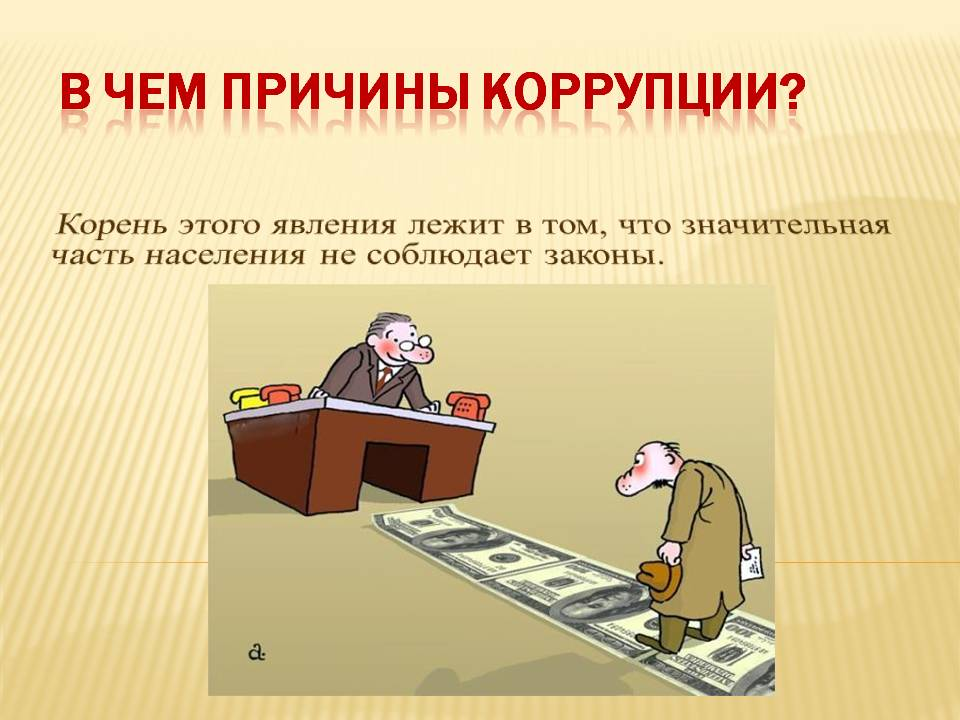 В ЧЕМ ПРИЧИНЫ КОРРУПЦИИ?
Корень этого явления лежит в том, что значительная
часть населения не соблюдает законы.